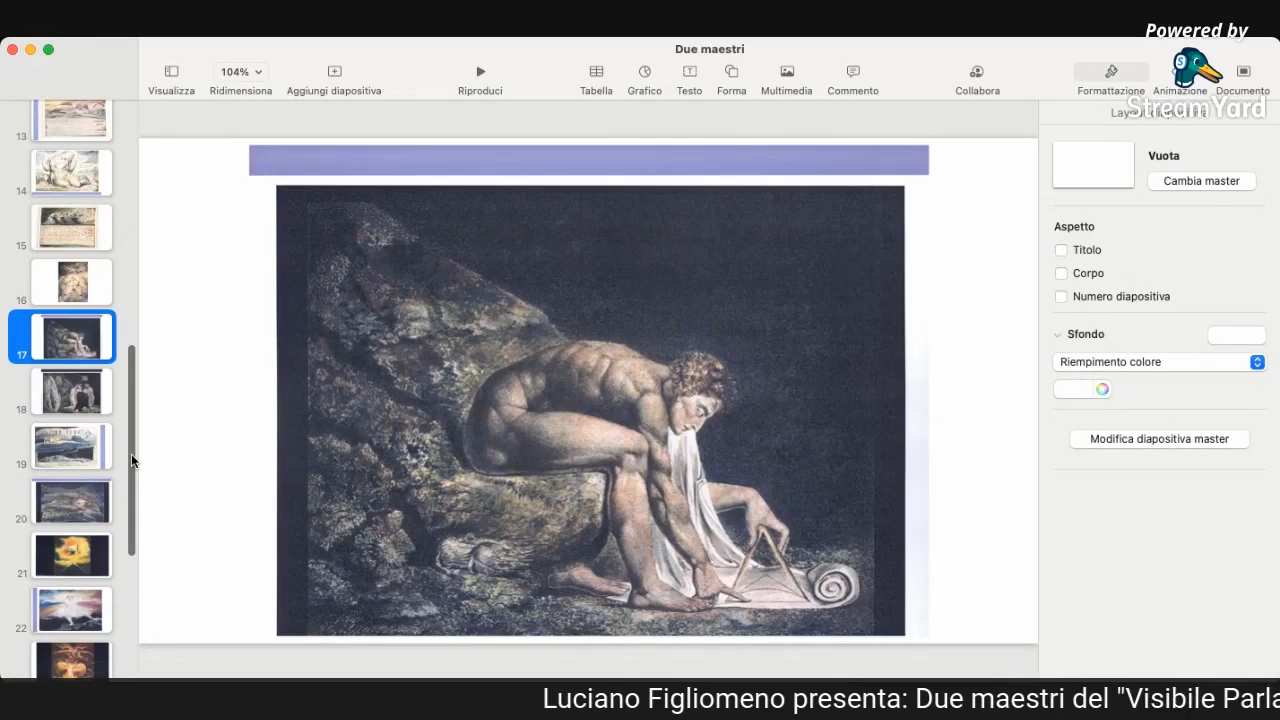 Powered by
StreamYard
Due maestri
104%
Visualizza
Ridimensiona
Aggiungi diapositiva
Riproduci
Tabella
Grafico
Testo
Forma
Multimedia
Commento
Collabora
Formattazione
Animazione
Documento
13
14
15
16
17
18
19
20
21
22
Vuota
Cambia master
Aspetto
Titolo
Corpo
Numero diapositiva
Sfondo
Riempimento colore
Modifica diapositiva master
Luciano Figliomeno presenta: Due maestri del "Visibile Parla